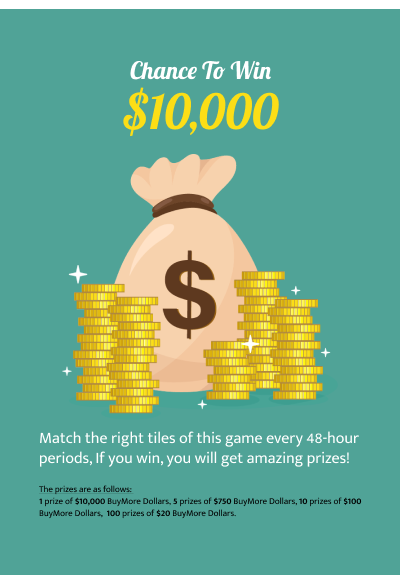 Chance To Win
$10,000
$
Match the right tiles of this game every 48-hour
periods, If you win, you will get amazing prizes!
The prizes are as follows:
1 prize of $10,000 BuyMore Dollars, 5 prizes of $750 BuyMore Dollars, 10 prizes of $100
BuyMore Dollars, 100 prizes of $20 BuyMore Dollars.